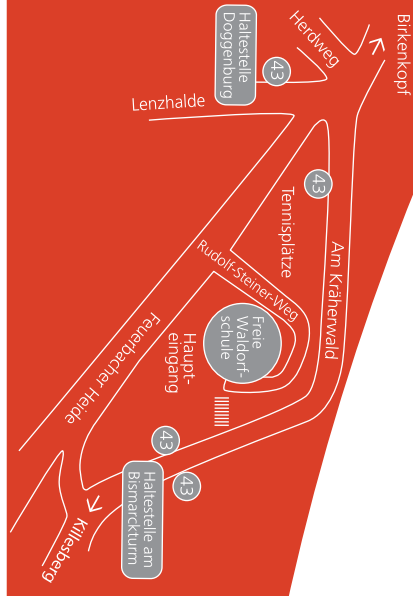 Birkenkopf
Herdweg
Haltestelle
Doggenburg
43
Lenzhalde
43
Tennisplätze
Am Kräherwald
Rudolf-Steiner-Weg
Freie
Waldorf-
schule
Haupt-
eingang
Feuerbacher Heide
43
43
Haltestelle am
Bismarckturm
Killesberg